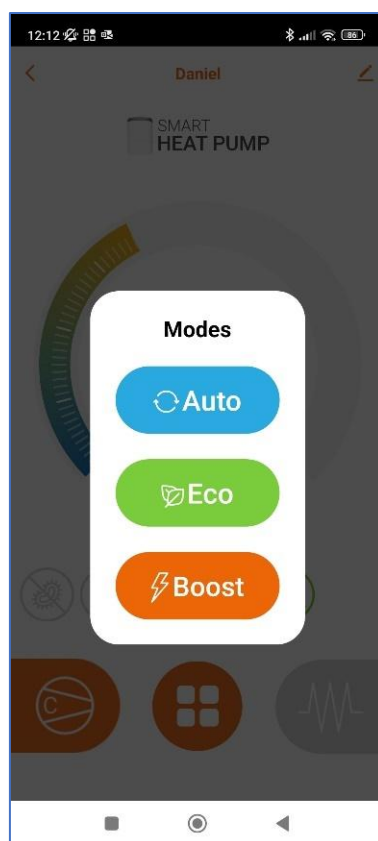 12:12 86
Daniel
SMART
HEAT PUMP
Modes
Auto
Eco
Boost
C